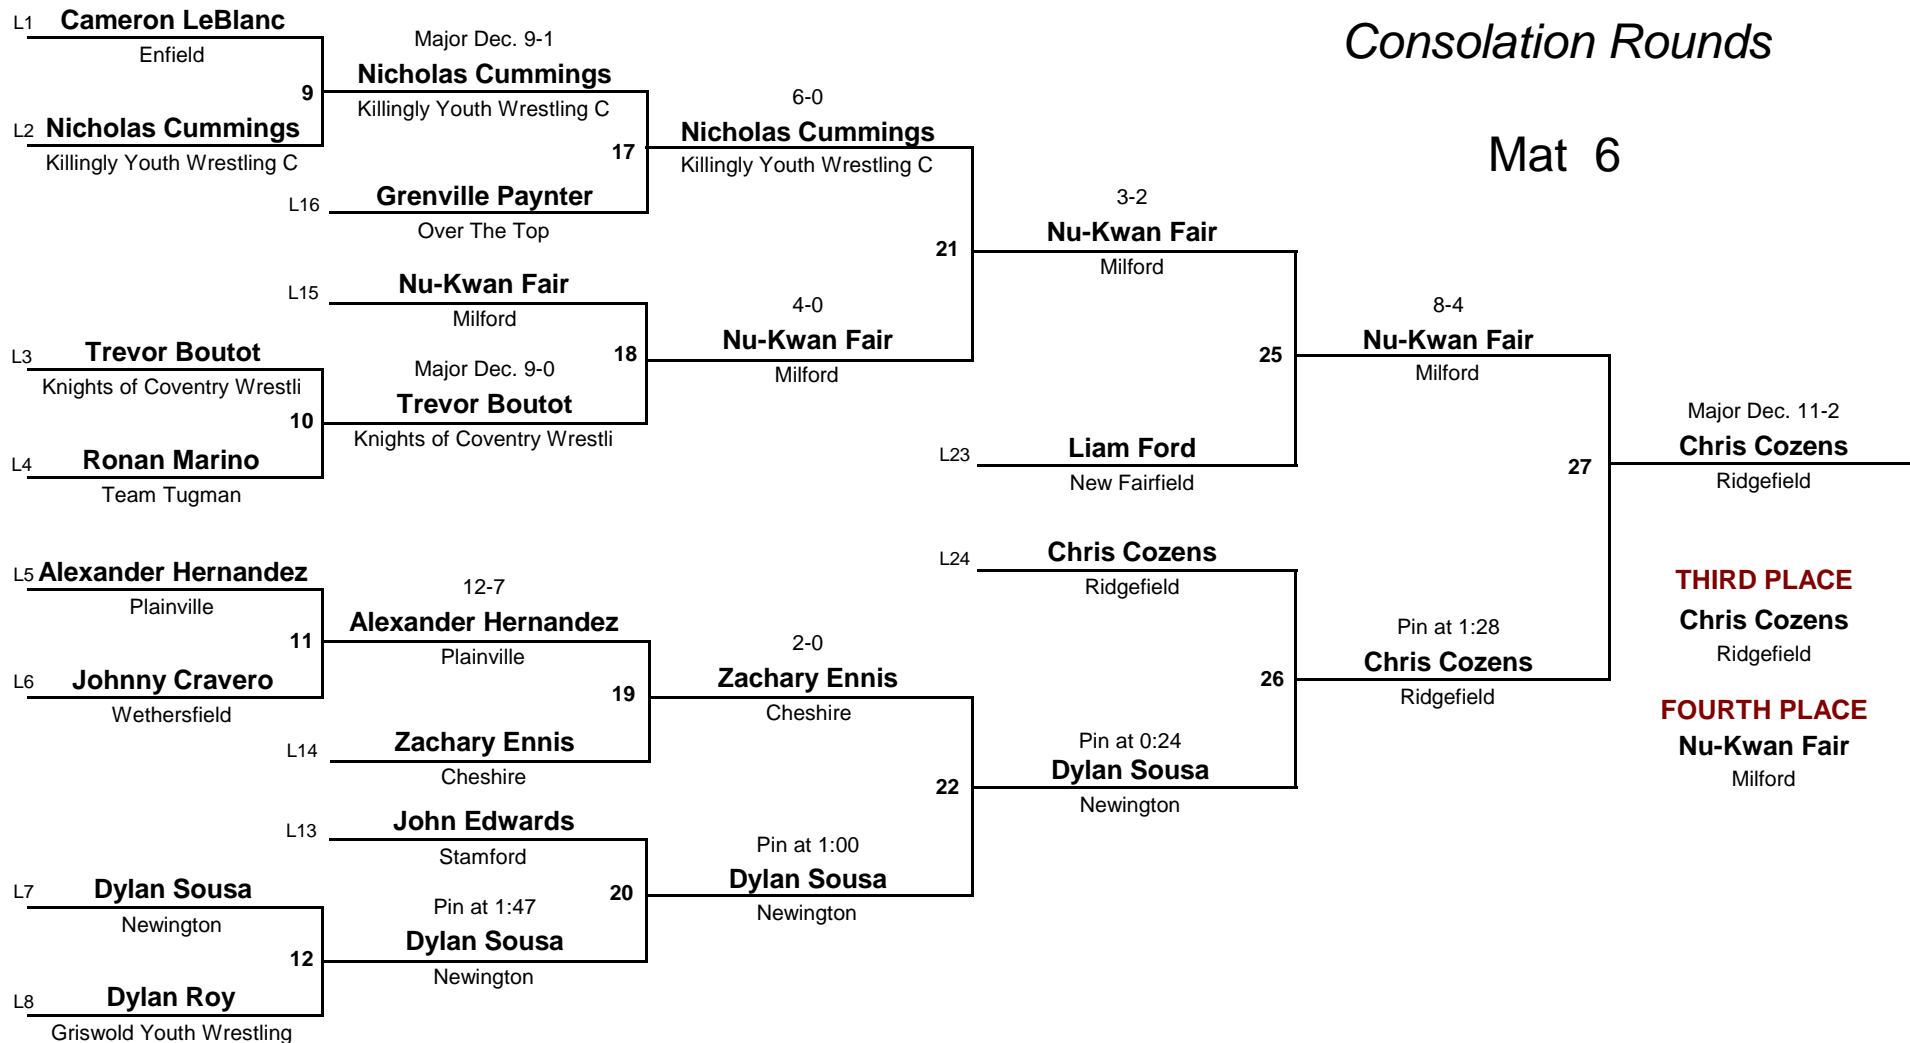 Consolation Rounds
Mat 6
L1 Cameron LeBlanc
Enfield
9
L2 Nicholas Cummings
Killingly Youth Wrestling C
L3 Trevor Boutot
Knights of Coventry Wrestli
10
L4 Ronan Marino
Team Tugman
L5 Alexander Hernandez
Plainville
11
L6 Johnny Cravero
Wethersfield
L7 Dylan Sousa
Newington
12
L8 Dylan Roy
Griswold Youth Wrestling
Major Dec. 9-1
Nicholas Cummings
Killingly Youth Wrestling C
17
L16 Grenville Paynter
Over The Top
L15 Nu-Kwan Fair
Milford
18
Major Dec. 9-0
Trevor Boutot
Knights of Coventry Wrestli
12-7
Alexander Hernandez
Plainville
19
L14 Zachary Ennis
Cheshire
L13 John Edwards
Stamford
20
Pin at 1:47
Dylan Sousa
Newington
6-0
Nicholas Cummings
Killingly Youth Wrestling C
21
4-0
Nu-Kwan Fair
Milford
2-0
Zachary Ennis
Cheshire
22
Pin at 1:00
Dylan Sousa
Newington
3-2
Nu-Kwan Fair
Milford
25
L23 Liam Ford
New Fairfield
L24 Chris Cozens
Ridgefield
26
Pin at 0:24
Dylan Sousa
Newington
8-4
Nu-Kwan Fair
Milford
27
Pin at 1:28
Chris Cozens
Ridgefield
Major Dec. 11-2
Chris Cozens
Ridgefield
THIRD PLACE
Chris Cozens
Ridgefield
FOURTH PLACE
Nu-Kwan Fair
Milford